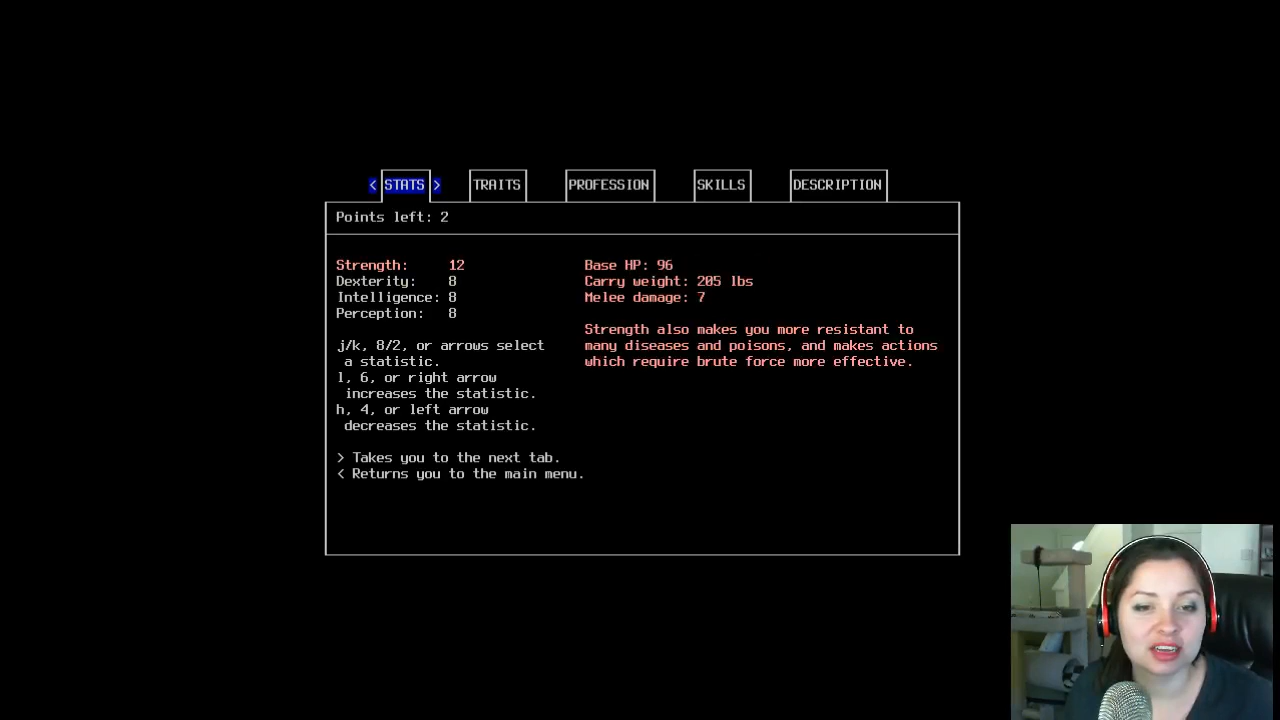 < STATS > TRAITS PROFESSION SKILLS DESCRIPTION
Points left: 2
Strength: 12
Dexterity: 8
Intelligence: 8
Perception: 8
j/k, 8/2, or arrows select
a statistic.
l, 6, or right arrow
increases the statistic.
h, 4, or left arrow
decreases the statistic.
> Takes you to the next tab.
< Returns you to the main menu.
Base HP: 96
Carry weight: 205 lbs
Melee damage: 7
Strength also makes you more resistant to
many diseases and poisons, and makes actions
which require brute force more effective.